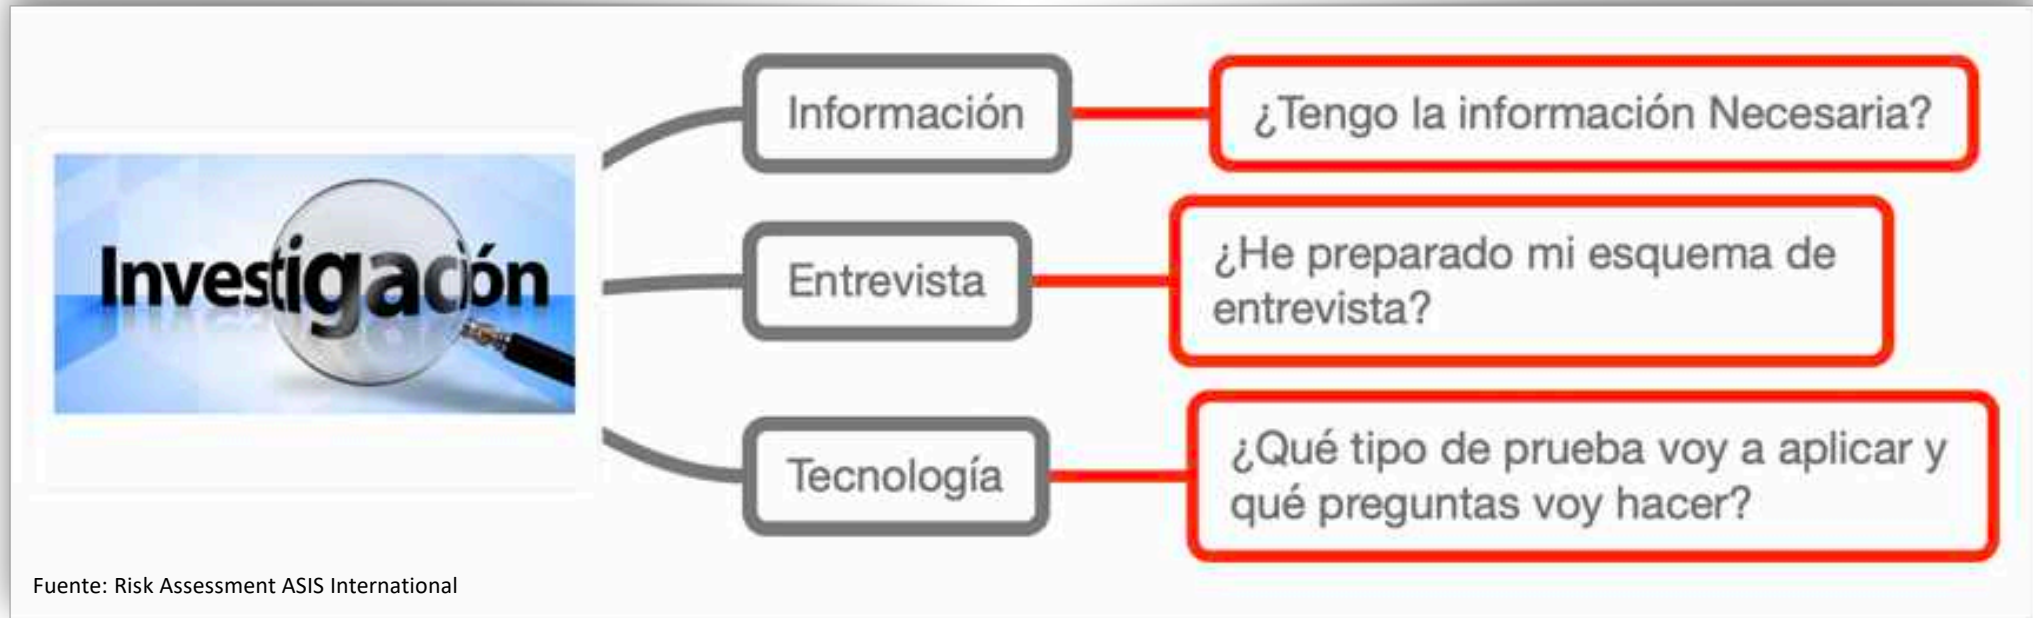 Investigación
Información
¿Tengo la información Necesaria?
Entrevista
¿He preparado mi esquema de
entrevista?
Tecnología
¿Qué tipo de prueba voy a aplicar y
qué preguntas voy hacer?
Fuente: Risk Assessment ASIS International